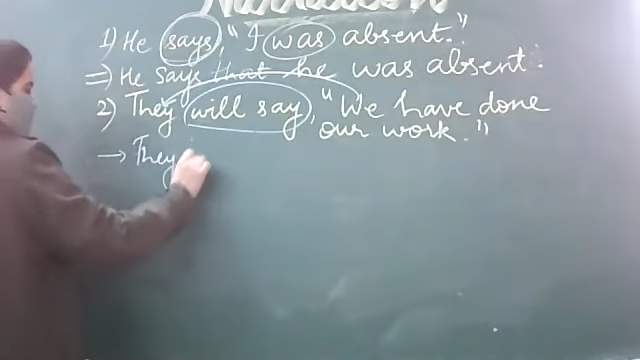 Narration
1) He says, "I was absent."
⇒ He says that he was absent.
2) They will say, "We have done
our work."
→ They